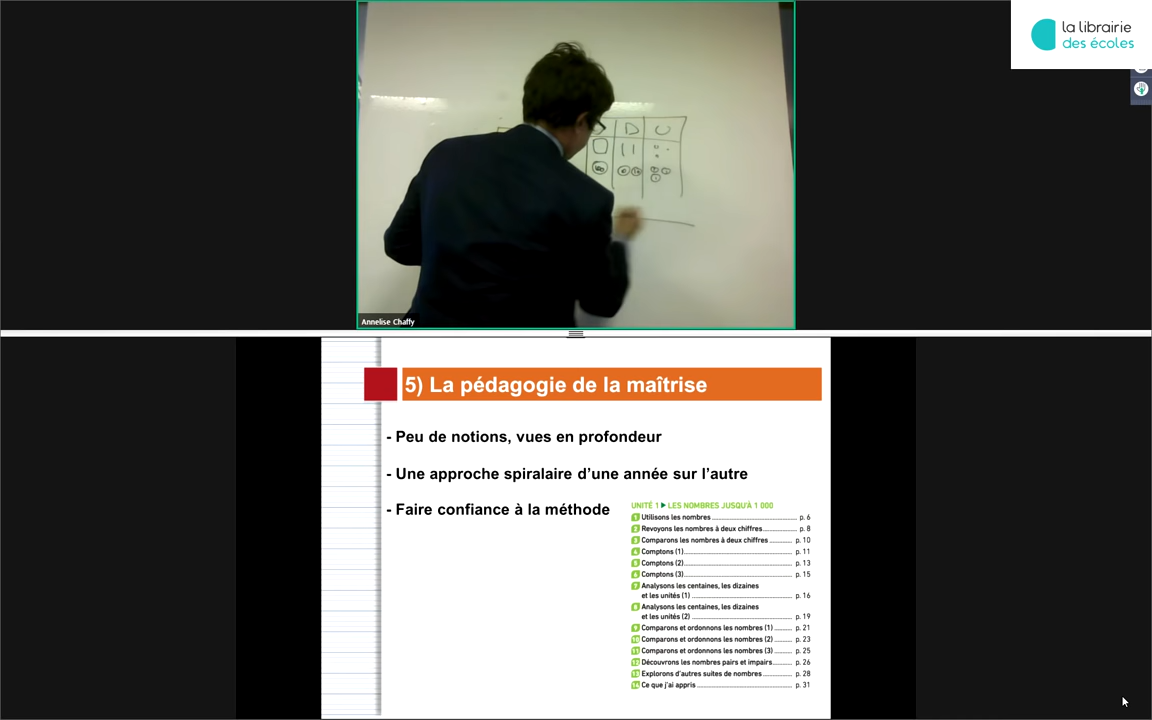 la librairie
des écoles
D U
Annelise Chaffy
5) La pédagogie de la maîtrise
- Peu de notions, vues en profondeur
- Une approche spiralaire d'une année sur l'autre
- Faire confiance à la méthode
UNITÉ 1 ▶ LES NOMBRES JUSQU'À 1 000
1 Utilisons les nombres ........ p. 6
2 Revoyons les nombres à deux chiffres ........ p. 8
3 Comparons les nombres à deux chiffres ........ p. 10
4 Comptons (1) ........ p. 11
5 Comptons (2) ........ p. 13
6 Comptons (3) ........ p. 15
7 Analysons les centaines, les dizaines
et les unités (1) ........ p. 16
8 Analysons les centaines, les dizaines
et les unités (2) ........ p. 19
9 Comparons et ordonnons les nombres (1) ........ p. 21
10 Comparons et ordonnons les nombres (2) ........ p. 23
11 Comparons et ordonnons les nombres (3) ........ p. 25
12 Découvrons les nombres pairs et impairs ........ p. 26
13 Explorons d'autres suites de nombres ........ p. 28
14 Ce que j'ai appris ........ p. 31